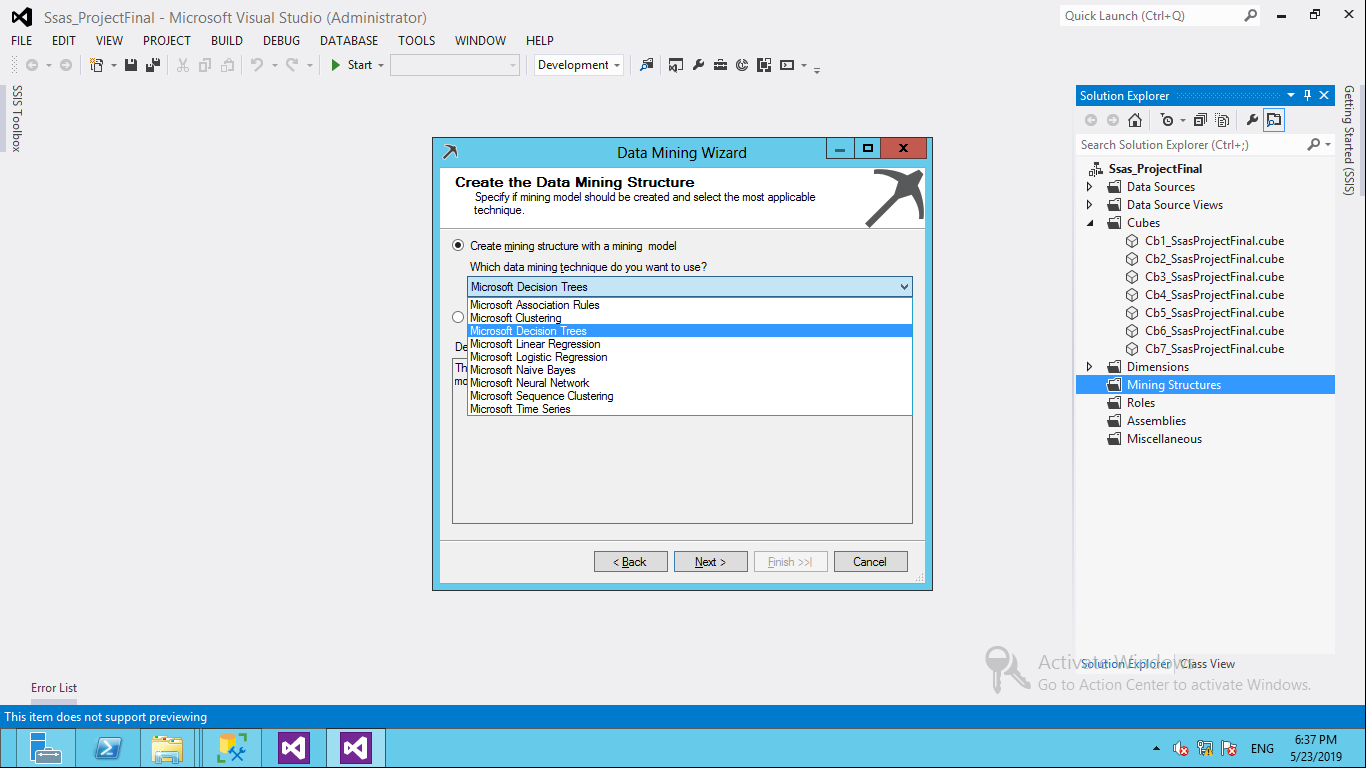 Ssas_ProjectFinal - Microsoft Visual Studio (Administrator)
Quick Launch (Ctrl+Q)
FILE EDIT VIEW PROJECT BUILD DEBUG DATABASE TOOLS WINDOW HELP
Start
Development
SSIS Toolbox
Data Mining Wizard
Create the Data Mining Structure
Specify if mining model should be created and select the most applicable
technique.
Create mining structure with a mining model
Which data mining technique do you want to use?
Microsoft Decision Trees
Microsoft Association Rules
Microsoft Clustering
Microsoft Decision Trees
Microsoft Linear Regression
Microsoft Logistic Regression
Microsoft Naive Bayes
Microsoft Neural Network
Microsoft Sequence Clustering
Microsoft Time Series
< Back
Next >
Finish >>|
Cancel
Solution Explorer
Search Solution Explorer (Ctrl+;)
Ssas_ProjectFinal
Data Sources
Data Source Views
Cubes
Cb1_SsasProjectFinal.cube
Cb2_SsasProjectFinal.cube
Cb3_SsasProjectFinal.cube
Cb4_SsasProjectFinal.cube
Cb5_SsasProjectFinal.cube
Cb6_SsasProjectFinal.cube
Cb7_SsasProjectFinal.cube
Dimensions
Mining Structures
Roles
Assemblies
Miscellaneous
Getting Started (SSIS)
Activate Windows
Solution Explorer Class View
Go to Action Center to activate Windows.
Error List
This item does not support previewing
ENG
6:37 PM
5/23/2019